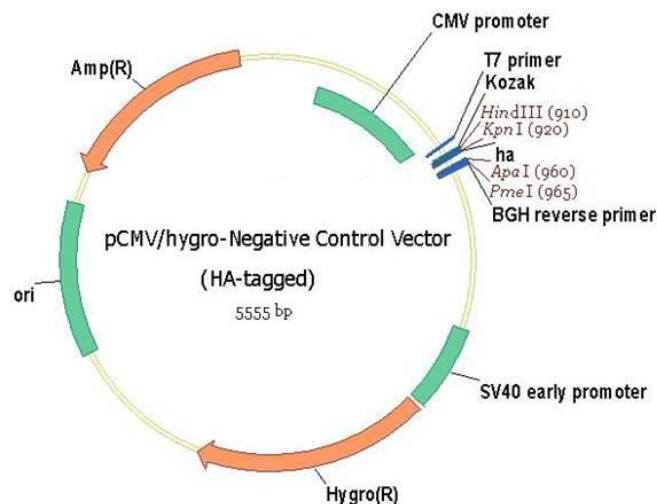 CMV promoter
Amp(R)
T7 primer
Kozak
HindIII (910)
KpnI (920)
ha
ApaI (960)
PmeI (965)
BGH reverse primer
pCMV/hygro-Negative Control Vector
(HA-tagged)
5555 bp
ori
SV40 early promoter
Hygro(R)